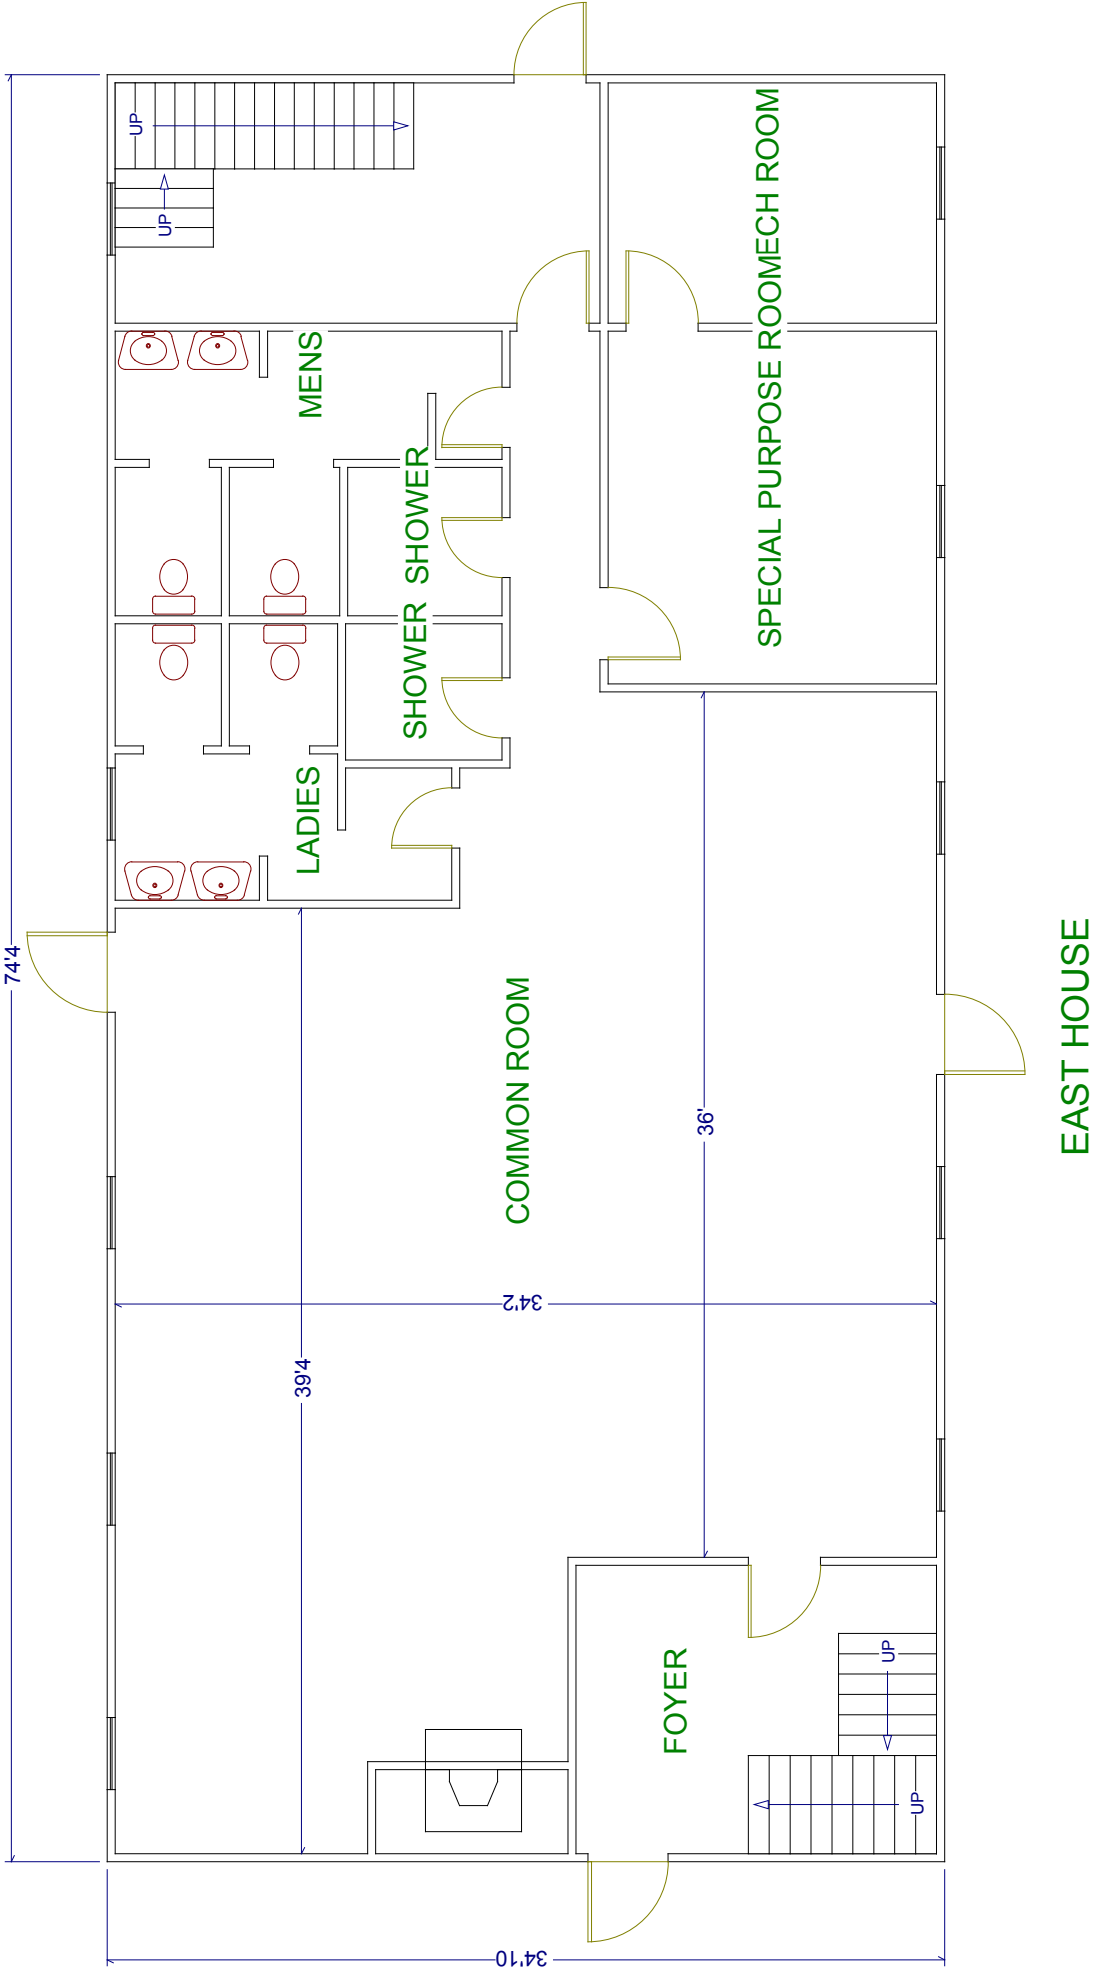 UP
UP
MENS
SHOWER
SHOWER
LADIES
MECH ROOM
SPECIAL PURPOSE ROOM
74'4
COMMON ROOM
36'
34'2
39'4
FOYER
UP
UP
34'10
EAST HOUSE